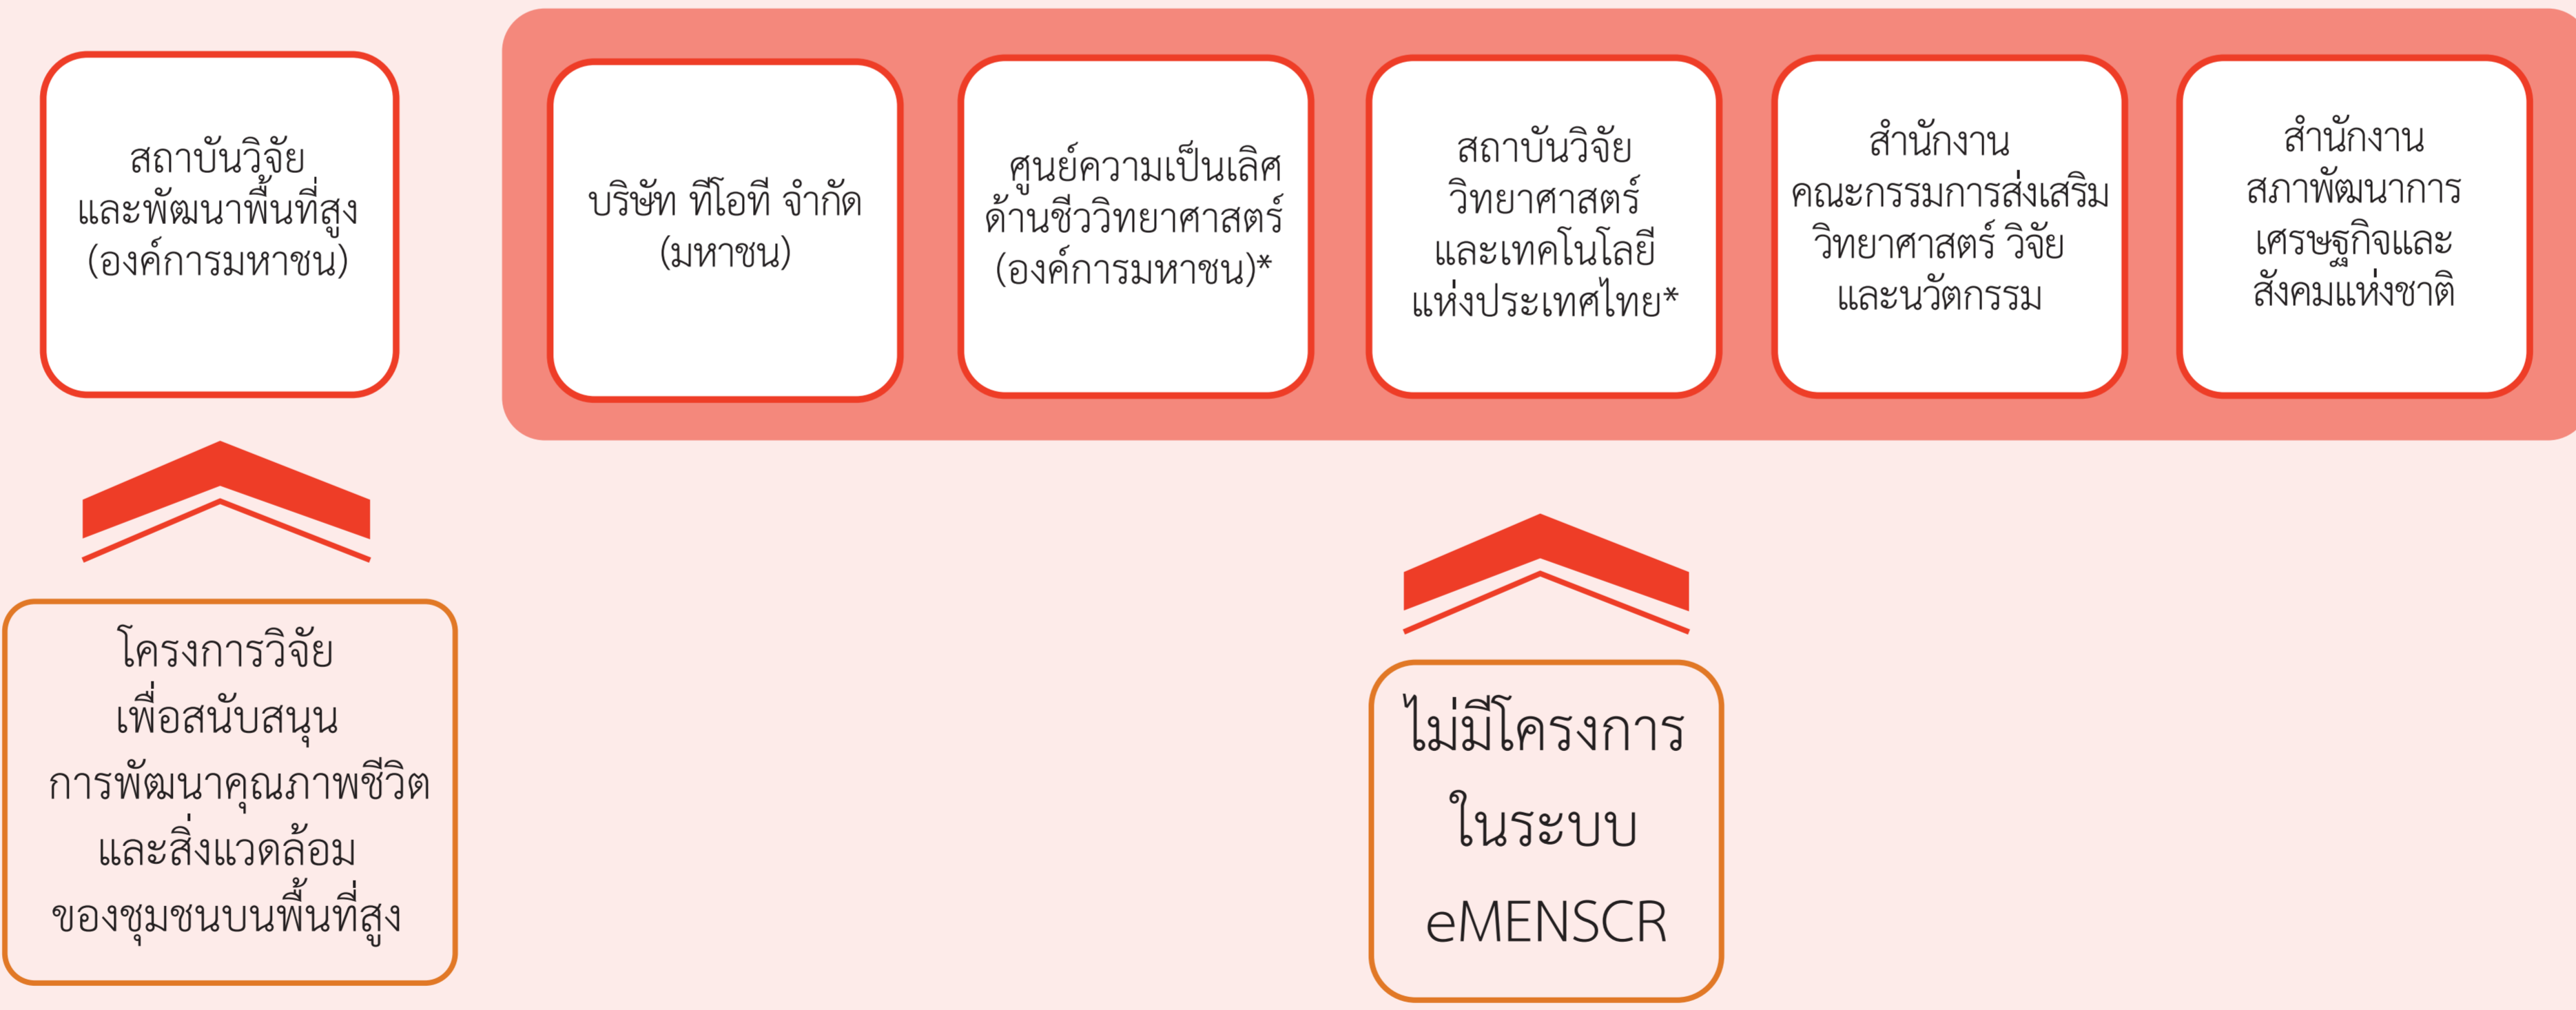 สถาบันวิจัย
และพัฒนาพื้นที่สูง
(องค์การมหาชน)
บริษัท ทีโอที จำกัด
(มหาชน)
ศูนย์ความเป็นเลิศ
ด้านชีววิทยาศาสตร์
(องค์การมหาชน)*
สถาบันวิจัย
วิทยาศาสตร์
และเทคโนโลยี
แห่งประเทศไทย*
สำนักงาน
คณะกรรมการส่งเสริม
วิทยาศาสตร์ วิจัย
และนวัตกรรม
สำนักงาน
สภาพัฒนาการ
เศรษฐกิจและ
สังคมแห่งชาติ
โครงการวิจัย
เพื่อสนับสนุน
การพัฒนาคุณภาพชีวิต
และสิ่งแวดล้อม
ของชุมชนบนพื้นที่สูง
ไม่มีโครงการ
ในระบบ
eMENSCR